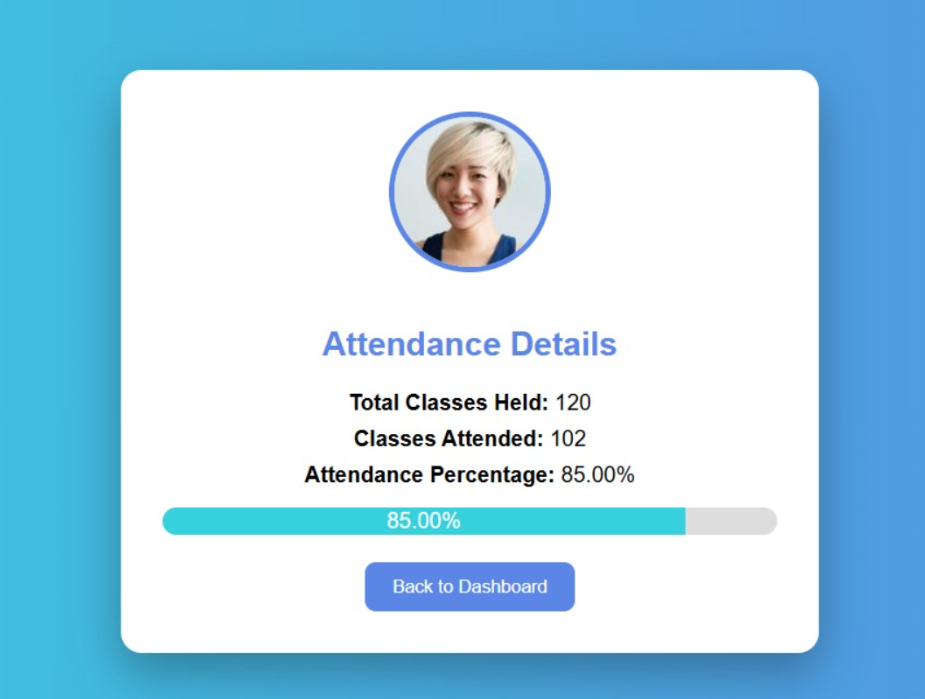 Attendance Details
Total Classes Held: 120
Classes Attended: 102
Attendance Percentage: 85.00%
85.00%
Back to Dashboard